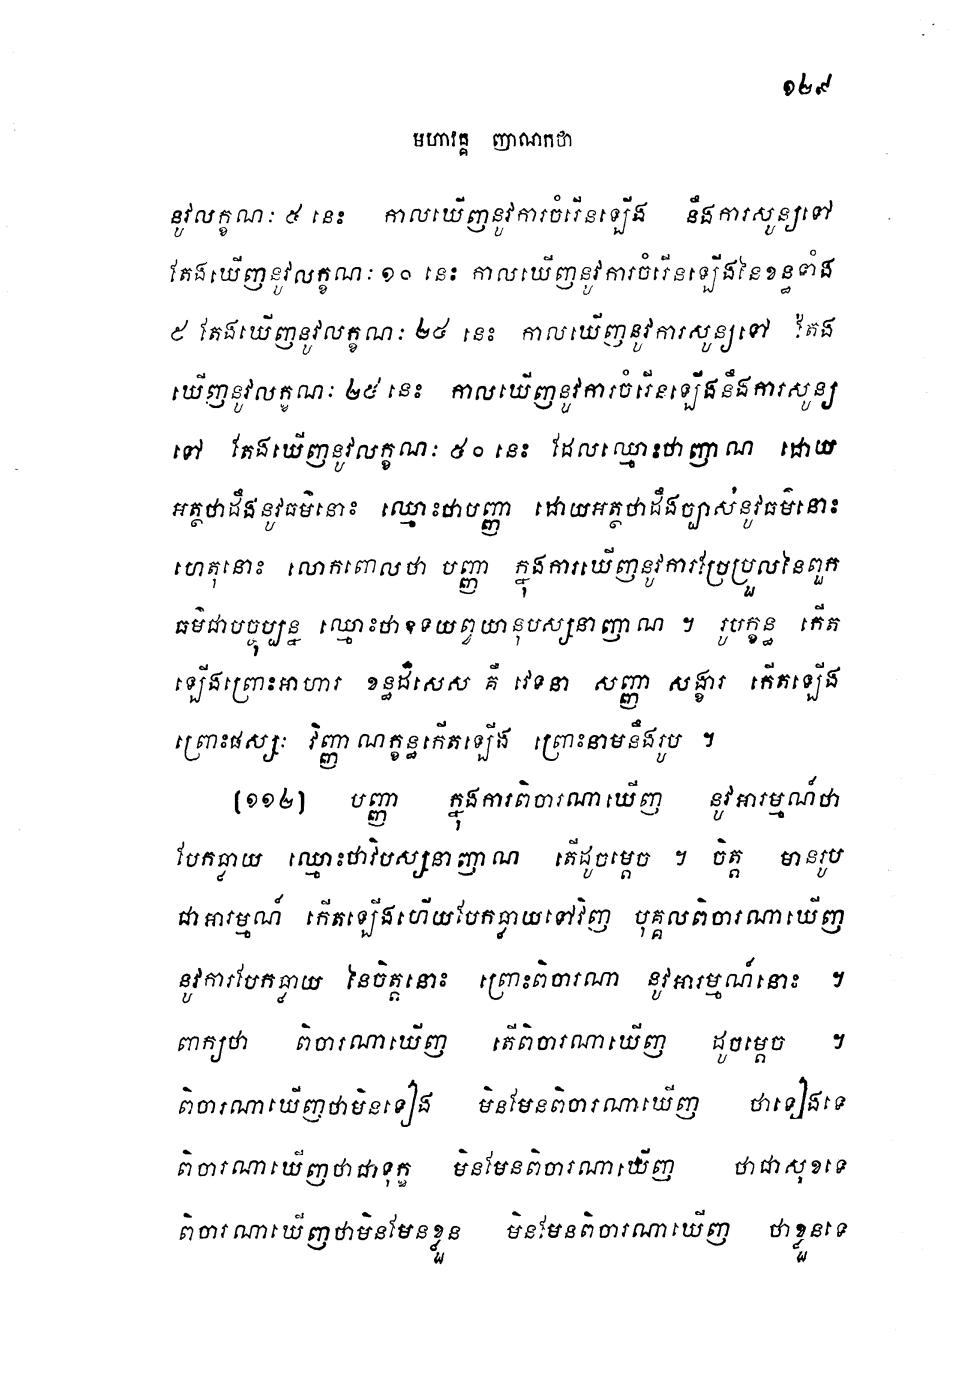 ១២៩
មហាវគ្គ ញាណកថា
នូវលក្ខណៈ ៥ នេះ កាលឃើញនូវការចំរើនឡើង នឹងការសូន្យទៅ
តែងឃើញនូវលក្ខណៈ ១០ នេះ កាលឃើញនូវការចំរើនឡើងនៃខន្ធទាំង
៥ តែងឃើញនូវលក្ខណៈ ២៥ នេះ កាលឃើញនូវការសូន្យទៅ តែង
ឃើញនូវលក្ខណៈ ២៥ នេះ កាលឃើញនូវការចំរើនឡើងនឹងការសូន្យ
ទៅ តែងឃើញនូវលក្ខណៈ ៥០ នេះ ដែលឈ្មោះថាញាណ ដោយ
អត្ថថាដឹងនូវធម៌នោះ ឈ្មោះថាបញ្ញា ដោយអត្ថថាដឹងច្បាស់នូវធម៌នោះ
ហេតុនោះ លោកពោលថា បញ្ញា ក្នុងការឃើញនូវការប្រែប្រួលនៃពួក
ធម៌ជាបច្ចុប្បន្ន ឈ្មោះថាឧទយព្វយានុបស្សនាញាណ ។ រូបក្ខន្ធ កើត
ឡើងព្រោះអាហារ ខន្ធដ៏សេស គឺ វេទនា សញ្ញា សង្ខារ កើតឡើង
ព្រោះផស្សៈ វិញ្ញាណក្ខន្ធកើតឡើង ព្រោះនាមនឹងរូប ។
[១១២] បញ្ញា ក្នុងការពិចារណាឃើញ នូវអារម្មណ៍ថា
បែកធ្លាយ ឈ្មោះថាវិបស្សនាញាណ តើដូចម្តេច ។ ចិត្ត មានរូប
ជាអារម្មណ៍ កើតឡើងហើយបែកធ្លាយទៅវិញ បុគ្គលពិចារណាឃើញ
នូវការបែកធ្លាយ នៃចិត្តនោះ ព្រោះពិចារណា នូវអារម្មណ៍នោះ ។
ពាក្យថា ពិចារណាឃើញ តើពិចារណាឃើញ ដូចម្តេច ។
ពិចារណាឃើញថាមិនទៀង មិនមែនពិចារណាឃើញ ថាទៀងទេ
ពិចារណាឃើញថាជាទុក្ខ មិនមែនពិចារណាឃើញ ថាជាសុខទេ
ពិចារណាឃើញថាមិនមែនខ្លួន មិនមែនពិចារណាឃើញ ថាខ្លួនទេ